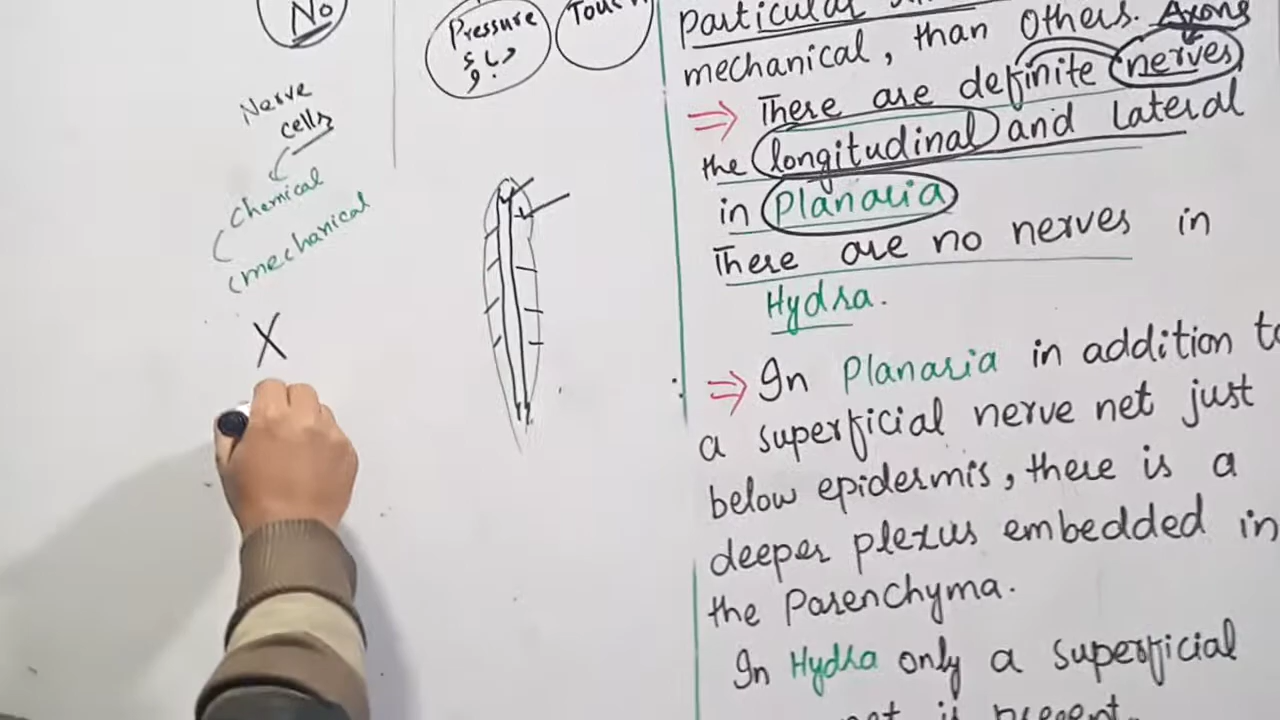 No
Nerve
cells
Chemical
mechanical
X
Pressure
دباؤ
Touch
Particular
mechanical, than Others. Axons
⇒ There are definite nerves
the longitudinal and lateral
in Planaria
There are no nerves in
Hydra.
⇒ In Planaria in addition to
a superficial nerve net just
below epidermis, there is a
deeper plexus embedded in
the Parenchyma.
In Hydra only a superficial
net is present.